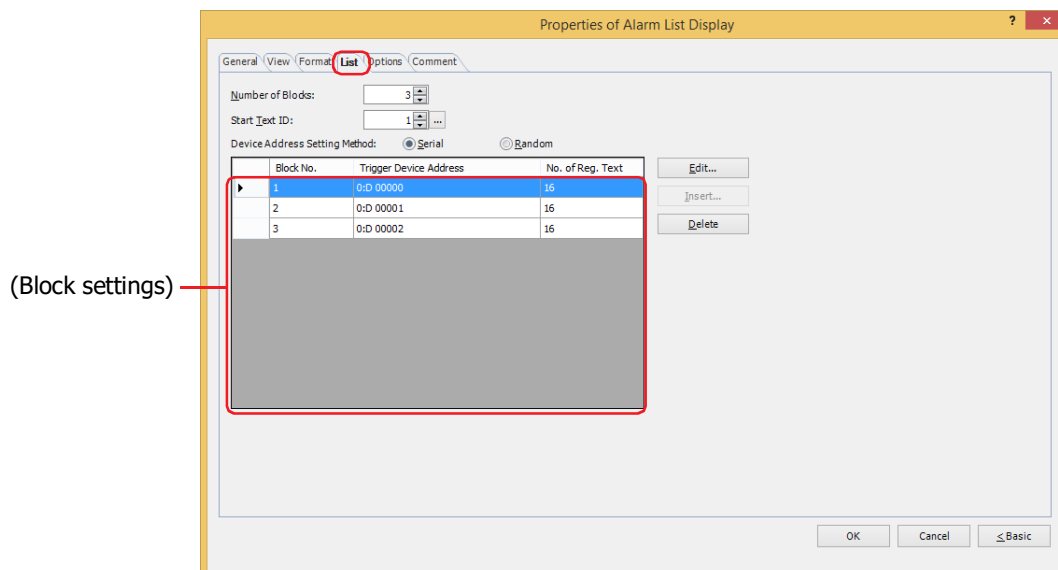 Properties of Alarm List Display
? ×
General View Format List Options Comment
Number of Blocks: 3
Start Text ID: 1 ...
Device Address Setting Method: Serial Random
Block No. Trigger Device Address No. of Reg. Text Edit...
1 0:D 00000 16
Insert...
2 0:D 00001 16
3 0:D 00002 16 Delete
(Block settings)
OK Cancel < Basic